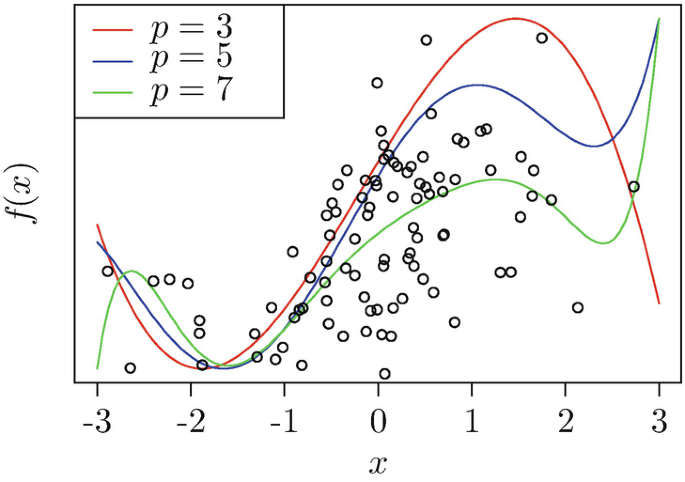 p = 3
p = 5
p = 7
f(x)
-3 -2 -1 0 1 2 3
x